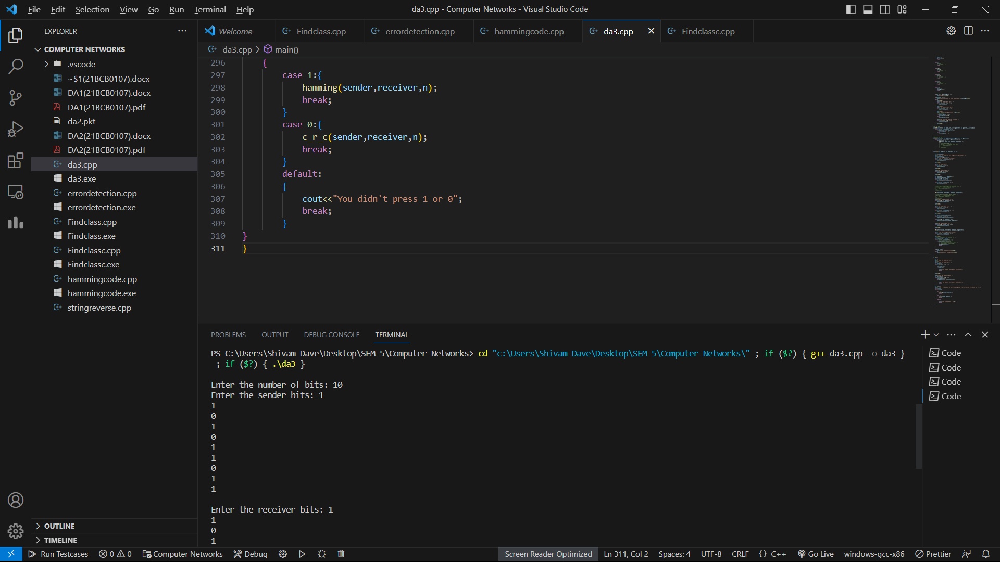 File Edit Selection View Go Run Terminal Help
da3.cpp - Computer Networks - Visual Studio Code
EXPLORER
COMPUTER NETWORKS
.vscode
~$1(21BCB0107).docx
DA1(21BCB0107).docx
DA1(21BCB0107).pdf
da2.pkt
DA2(21BCB0107).docx
DA2(21BCB0107).pdf
da3.cpp
da3.exe
errordetection.cpp
errordetection.exe
Findclass.cpp
Findclass.exe
Findclassc.cpp
Findclassc.exe
hammingcode.cpp
hammingcode.exe
stringreverse.cpp
OUTLINE
TIMELINE
Welcome Findclass.cpp errordetection.cpp hammingcode.cpp da3.cpp Findclassc.cpp
da3.cpp > main()
296 {
297 case 1:{
298 hamming(sender,receiver,n);
299 break;
300 }
301 case 0:{
302 c_r_c(sender,receiver,n);
303 break;
304 }
305 default:
306 {
307 cout<<"You didn't press 1 or 0";
308 break;
309 }
310 }
311 }
PROBLEMS OUTPUT DEBUG CONSOLE TERMINAL
PS C:\Users\Shivam Dave\Desktop\SEM 5\Computer Networks> cd "c:\Users\Shivam Dave\Desktop\SEM 5\Computer Networks\" ; if ($?) { g++ da3.cpp -o da3 }
; if ($?) { .\da3 }
Enter the number of bits: 10
Enter the sender bits: 1
1
0
1
0
1
1
0
1
1
Enter the receiver bits: 1
1
0
1
Code
Code
Code
Code
Run Testcases 0 0 Computer Networks Debug Screen Reader Optimized Ln 311, Col 2 Spaces: 4 UTF-8 CRLF {} C++ Go Live windows-gcc-x86 Prettier